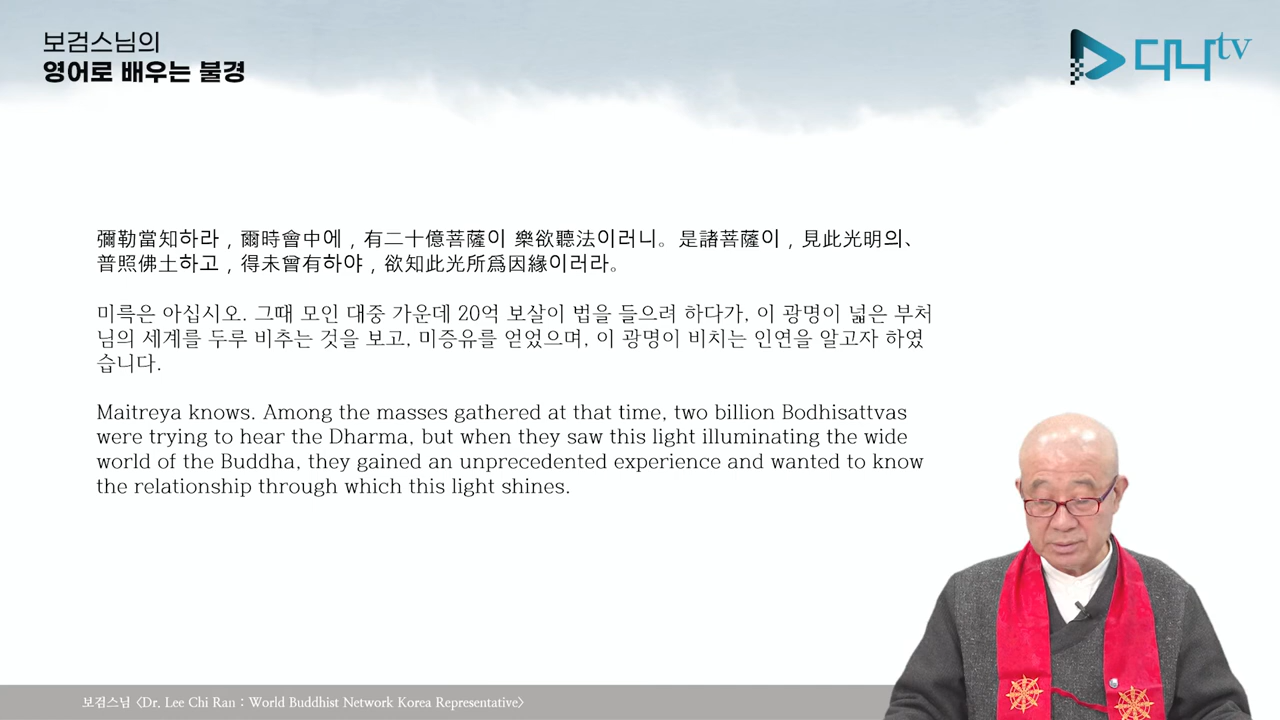 보검스님의
영어로 배우는 불경
디나tv
彌勒當知하라, 爾時會中에, 有二十億菩薩이 樂欲聽法이러니。是諸菩薩이, 見此光明의、
普照佛土하고, 得未曾有하야, 欲知此光所爲因緣이러라。
미륵은 아십시오. 그때 모인 대중 가운데 20억 보살이 법을 들으려 하다가, 이 광명이 넓은 부처
님의 세계를 두루 비추는 것을 보고, 미증유를 얻었으며, 이 광명이 비치는 인연을 알고자 하였
습니다.
Maitreya knows. Among the masses gathered at that time, two billion Bodhisattvas
were trying to hear the Dharma, but when they saw this light illuminating the wide
world of the Buddha, they gained an unprecedented experience and wanted to know
the relationship through which this light shines.
보검스님 <Dr. Lee Chi Ran : World Buddhist Network Korea Representative>